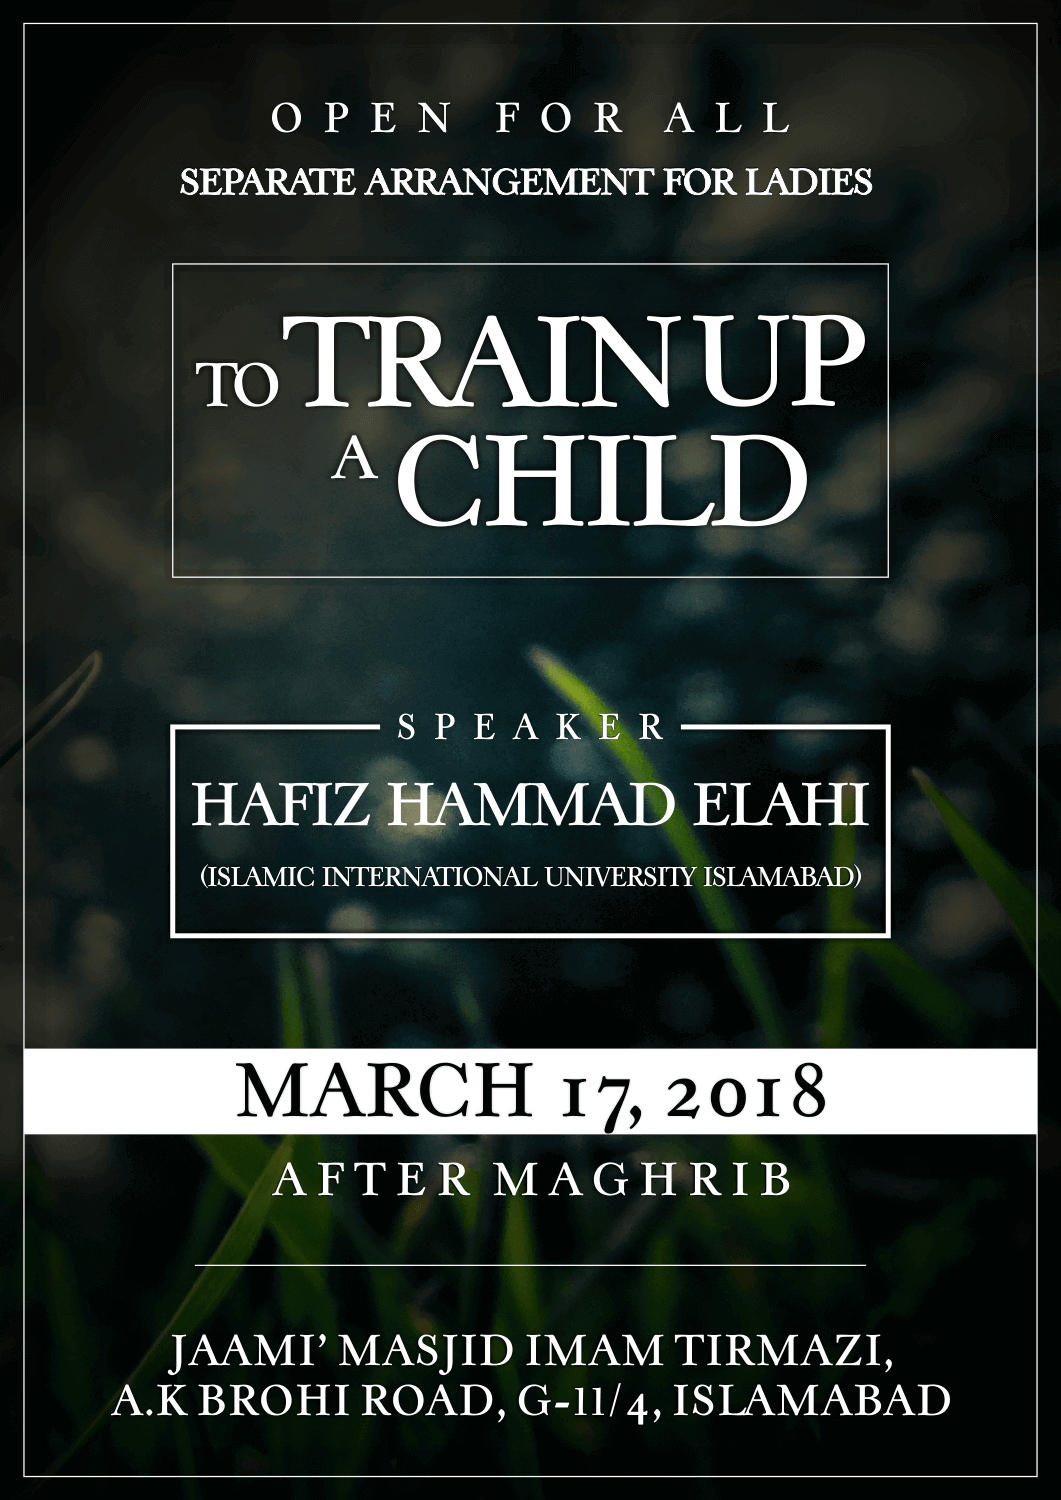 OPEN FOR ALL
SEPARATE ARRANGEMENT FOR LADIES
TO TRAIN UP
A CHILD
SPEAKER
HAFIZ HAMMAD ELAHI
(ISLAMIC INTERNATIONAL UNIVERSITY ISLAMABAD)
MARCH 17, 2018
AFTER MAGHRIB
JAAMI’ MASJID IMAM TIRMAZI,
A.K BROHI ROAD, G-11/4, ISLAMABAD